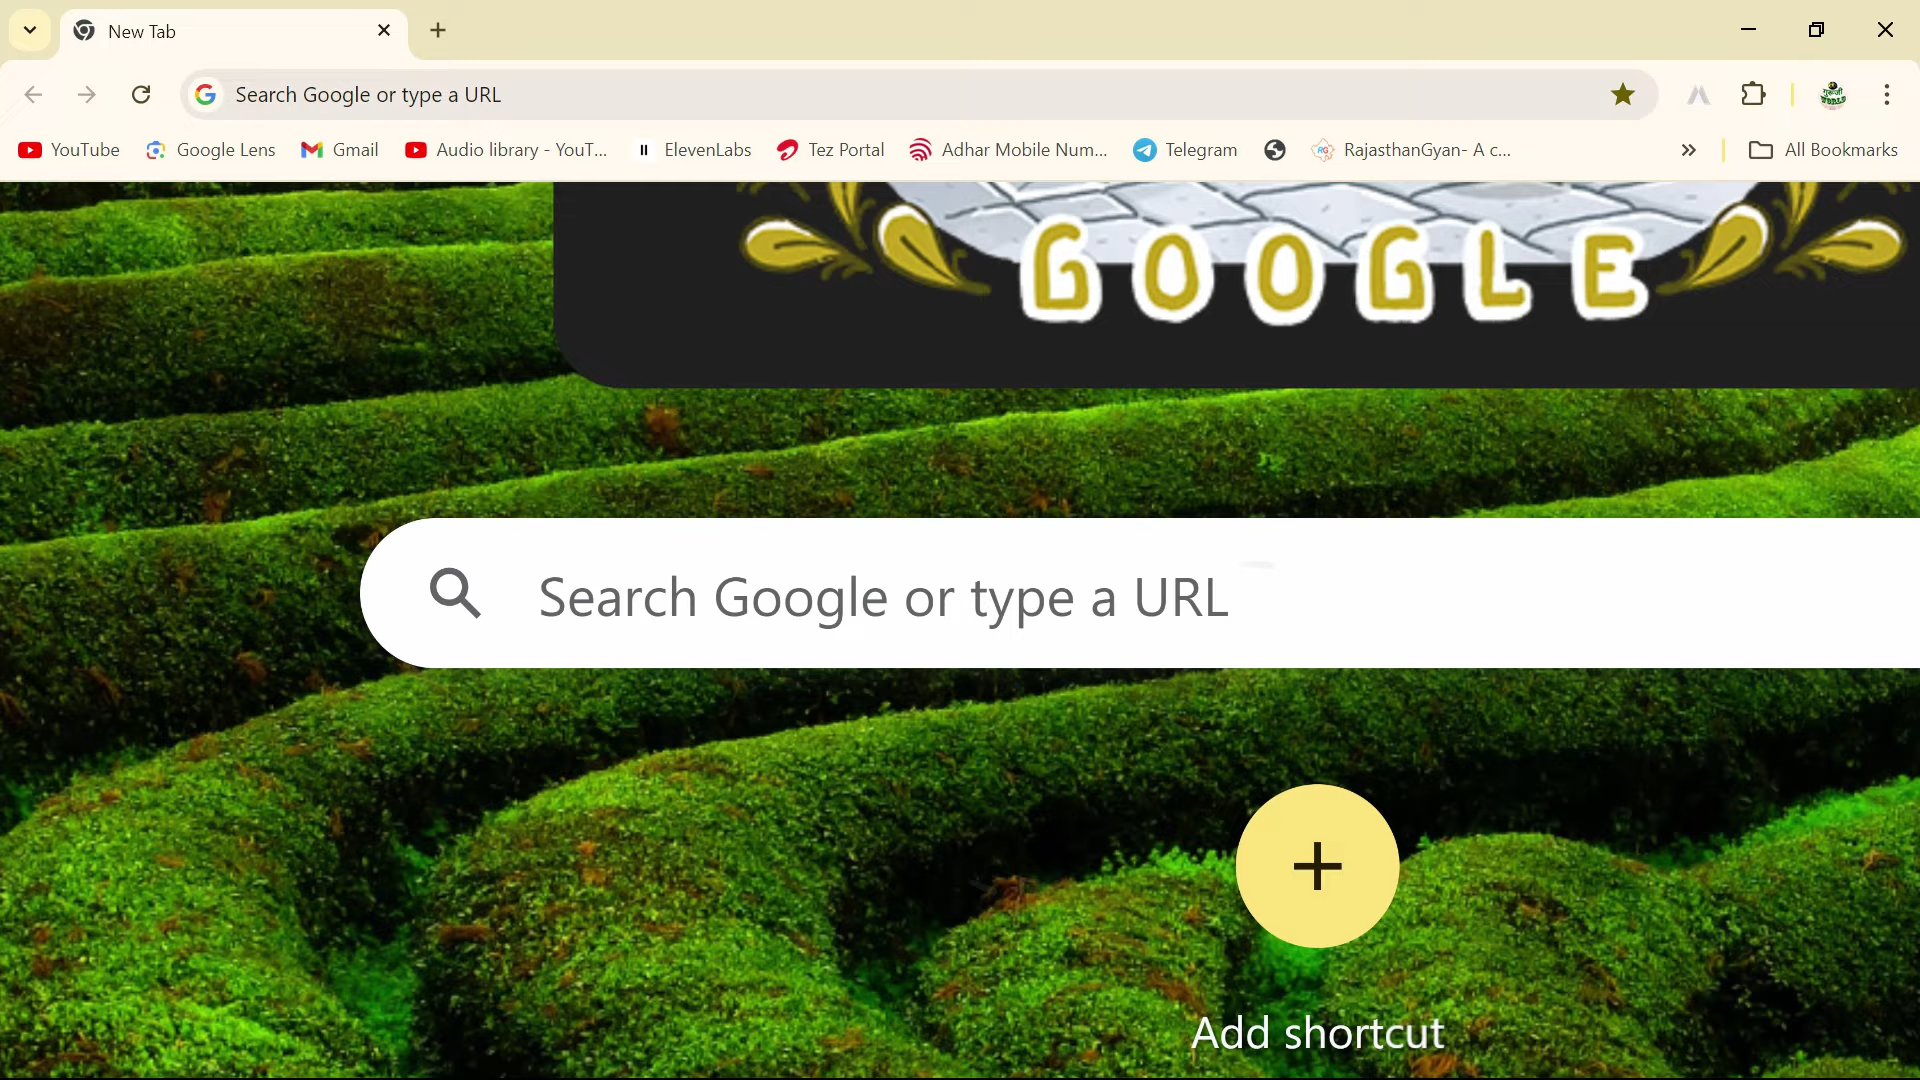 New Tab
Search Google or type a URL
YouTube Google Lens Gmail Audio library - YouT... ElevenLabs Tez Portal Adhar Mobile Num... Telegram RajasthanGyan- A c... All Bookmarks
GOOGLE
Search Google or type a URL
Add shortcut